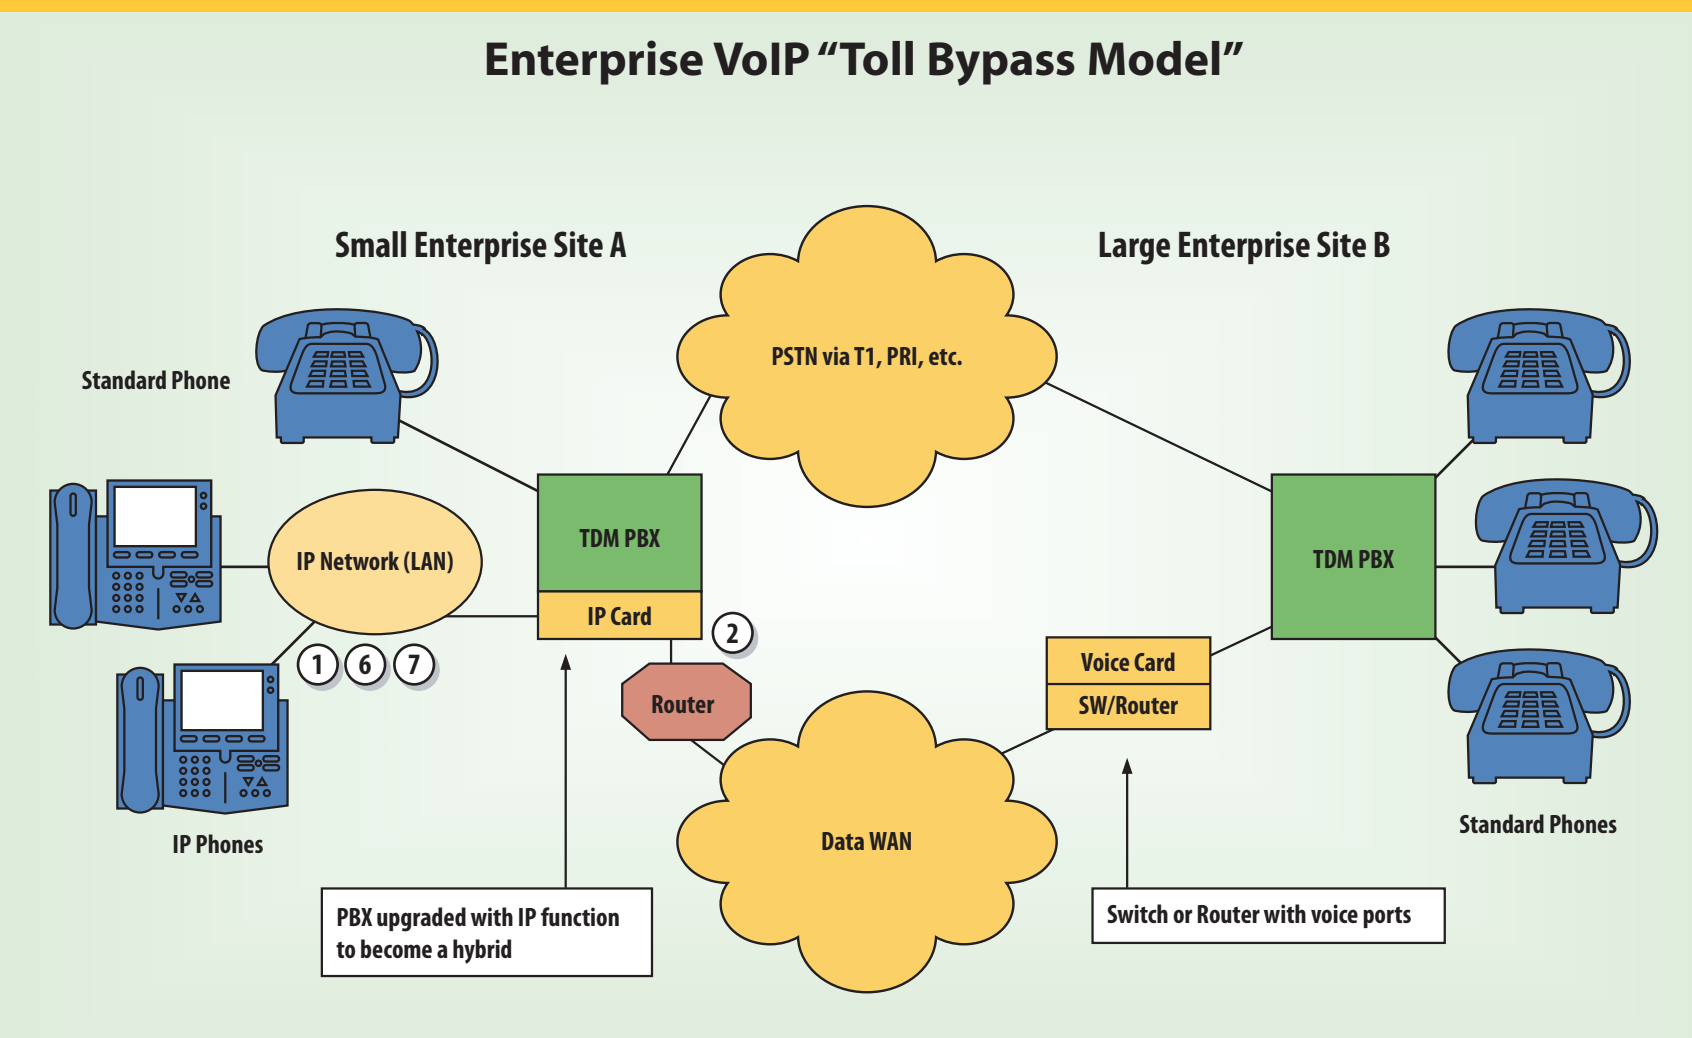 Enterprise VoIP “Toll Bypass Model”
Small Enterprise Site A
Large Enterprise Site B
PSTN via T1, PRI, etc.
Standard Phone
TDM PBX
IP Network (LAN)
TDM PBX
IP Card
2
1 6 7
Voice Card
Router
SW/Router
Standard Phones
IP Phones
Data WAN
PBX upgraded with IP function
to become a hybrid
Switch or Router with voice ports